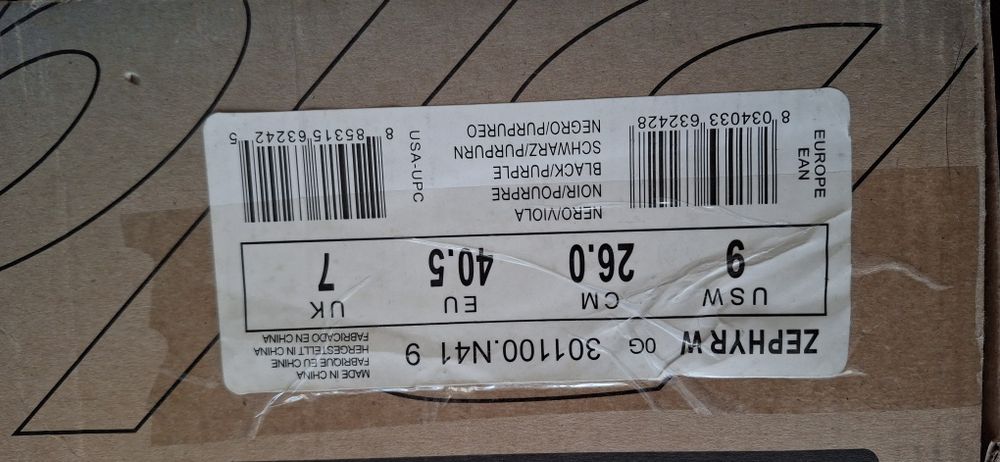 ZEPHYR W 0G 301100.N41 9
MADE IN CHINA
FABRIQUE EU CHINE
HERGESTELLT IN CHINA
FABRICADO EN CHINA
USW CM EU UK
9 26.0 40.5 7
EUROPE
EAN
8 034033 632428
NERO/VIOLA
NOIR/POURPRE
BLACK/PURPLE
SCHWARZ/PURPURN
NEGRO/PURPUREO
USA-UPC
8 85315 63242 5